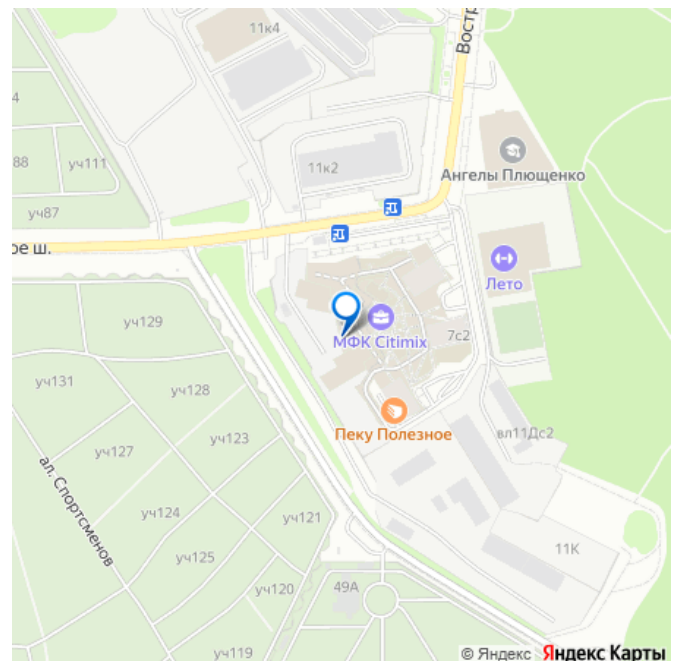 11к4
Востр
4
88
уч111
11к2
Ангелы Плющенко
уч87
ое ш.
Лето
уч129
МФК Citimix
7с2
уч131
уч128
Пеку Полезное
вл11Дс2
уч127
уч123
ал. Спортсменов
уч124
уч121
уч125
11К
уч120
49А
уч119
© Яндекс Яндекс Карты